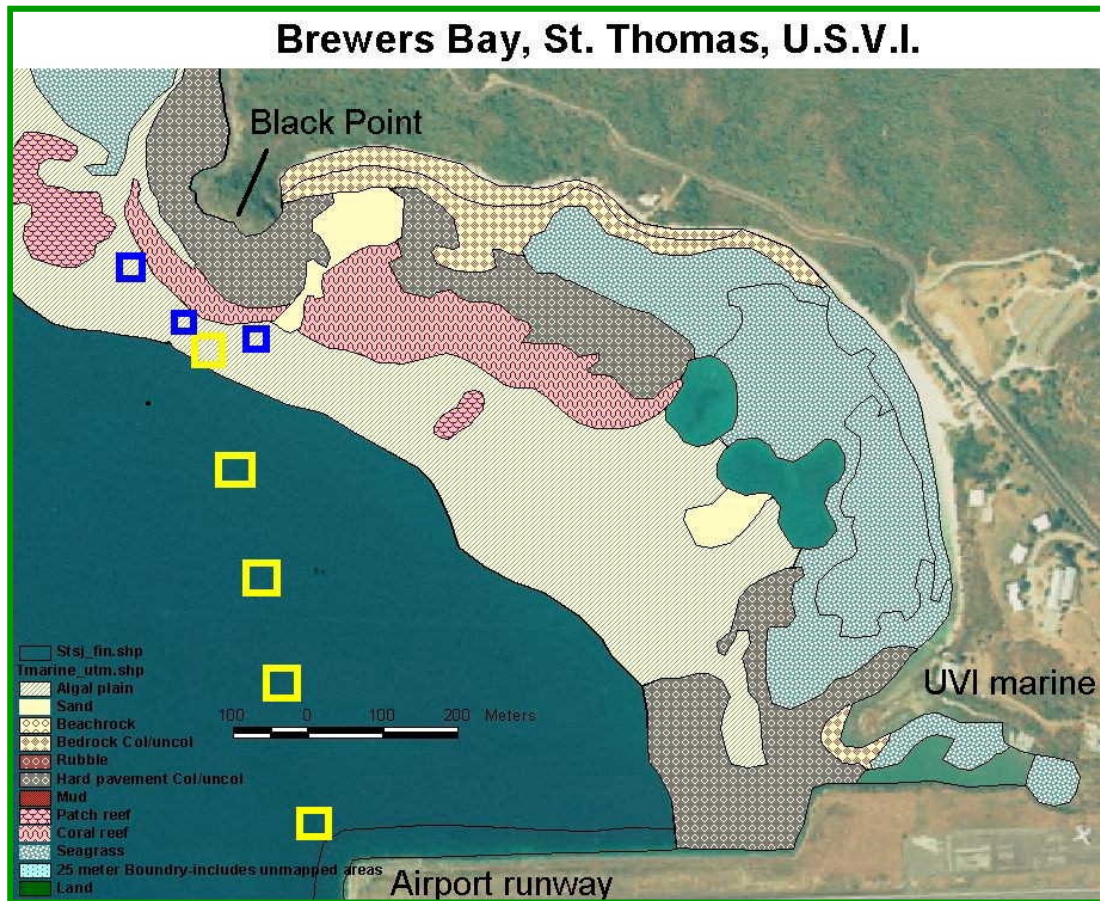 Brewers Bay, St. Thomas, U.S.V.I.
Black Point
UVI marine
Stsj_fin.shp
Tmarine_utm.shp
Algal plain
Sand
Beachrock
Bedrock Col/uncol
Rubble
Hard pavement Col/uncol
Mud
Patch reef
Coral reef
Seagrass
25 meter Boundry-includes unmapped areas
Land
100 0 100 200 Meters
Airport runway